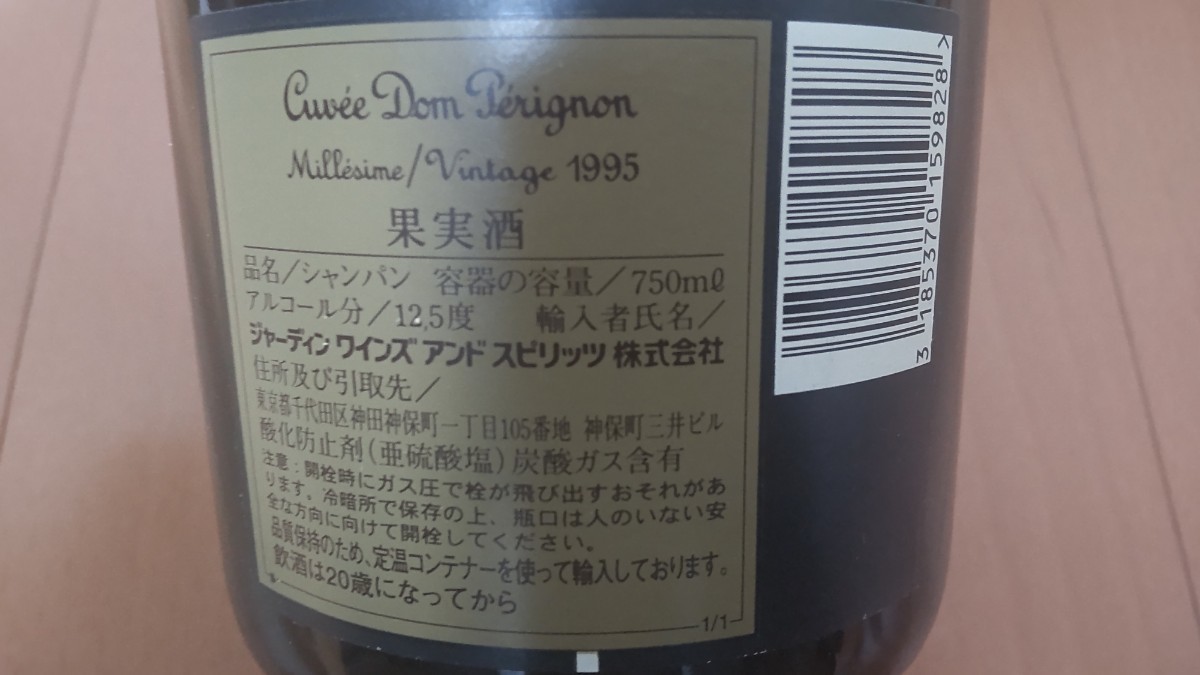 Cuvée Dom Pérignon
Millésime/Vintage 1995
果実酒
品名/シャンパン 容器の容量/750mℓ
アルコール分/12.5度 輸入者氏名/
ジャーディン ワインズ アンド スピリッツ 株式会社
住所及び引取先/
東京都千代田区神田神保町一丁目105番地 神保町三井ビル
酸化防止剤(亜硫酸塩)炭酸ガス含有
注意:開栓時にガス圧で栓が飛び出すおそれがあ
ります。冷暗所で保存の上、瓶口は人のいない安
全な方向に向けて開栓してください。
品質保持のため、定温コンテナーを使って輸入しております。
飲酒は20歳になってから
1/1
3 185370 159828 >